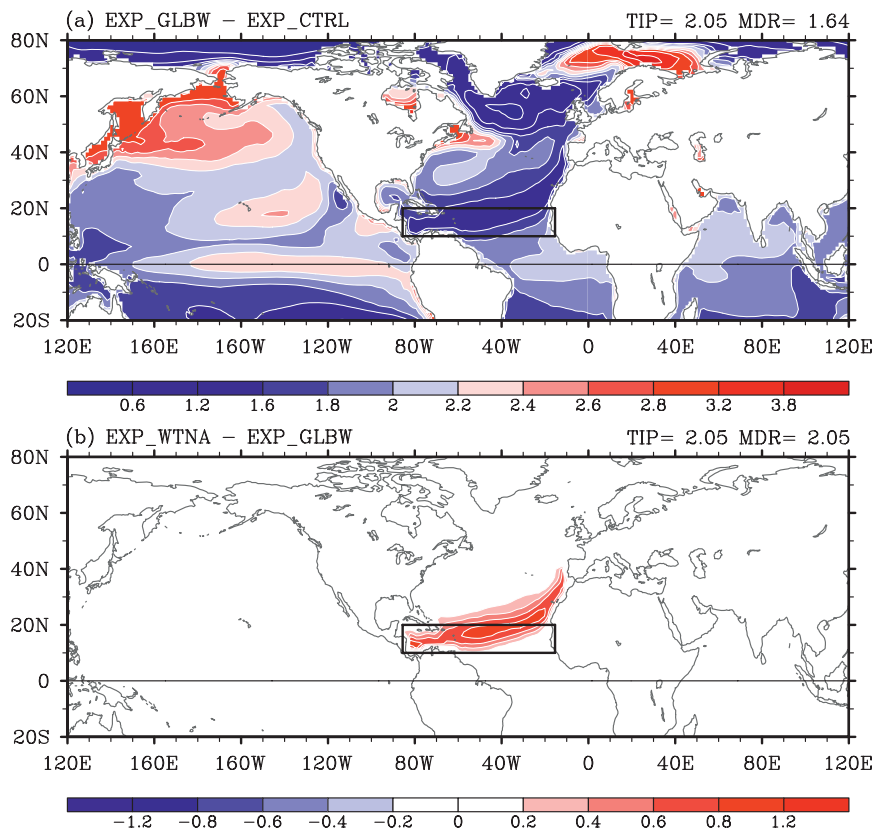 (a) EXP_GLBW - EXP_CTRL TIP= 2.05 MDR= 1.64
80N
60N
40N
20N
0
20S
120E 160E 160W 120W 80W 40W 0 40E 80E 120E
0.6 1.2 1.6 1.8 2 2.2 2.4 2.6 2.8 3.2 3.8
(b) EXP_WTNA - EXP_GLBW TIP= 2.05 MDR= 2.05
80N
60N
40N
20N
0
20S
120E 160E 160W 120W 80W 40W 0 40E 80E 120E
-1.2 -0.8 -0.6 -0.4 -0.2 0 0.2 0.4 0.6 0.8 1.2